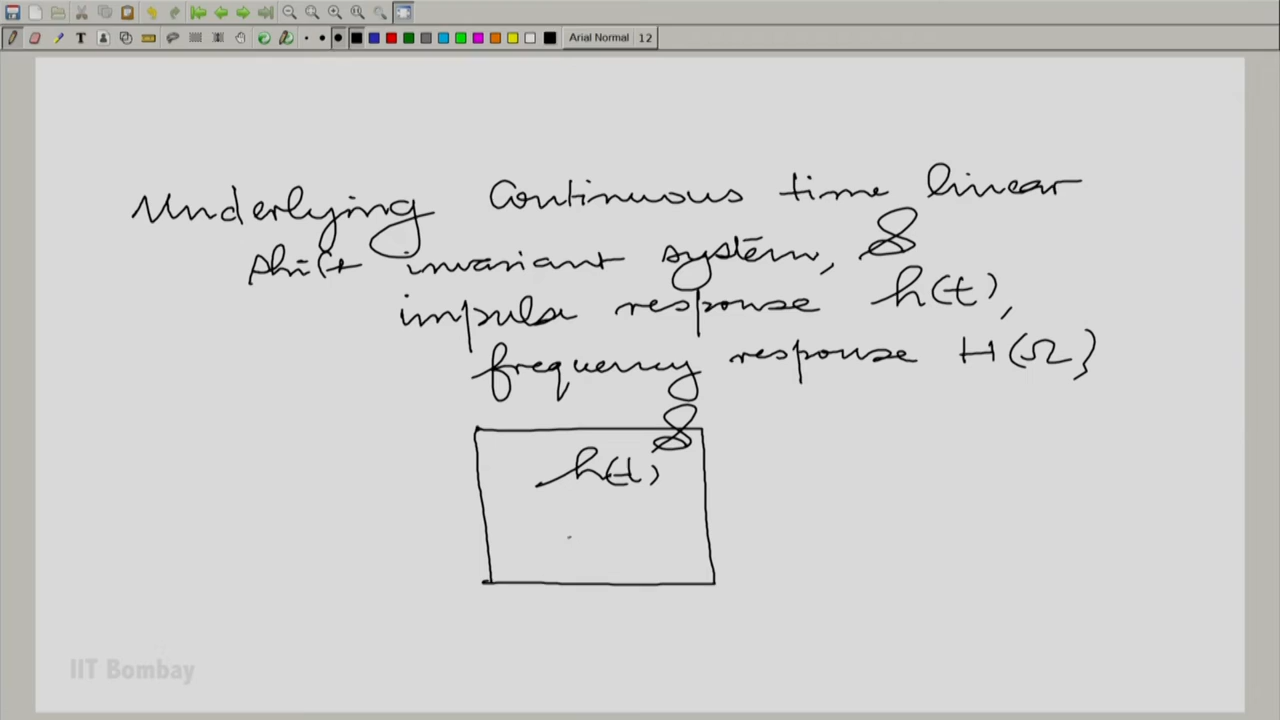 Arial Normal 12
Underlying Continuous time linear
shift invariant system, S
impulse response h(t),
frequency response H(Ω)
S
h(t)
IIT Bombay